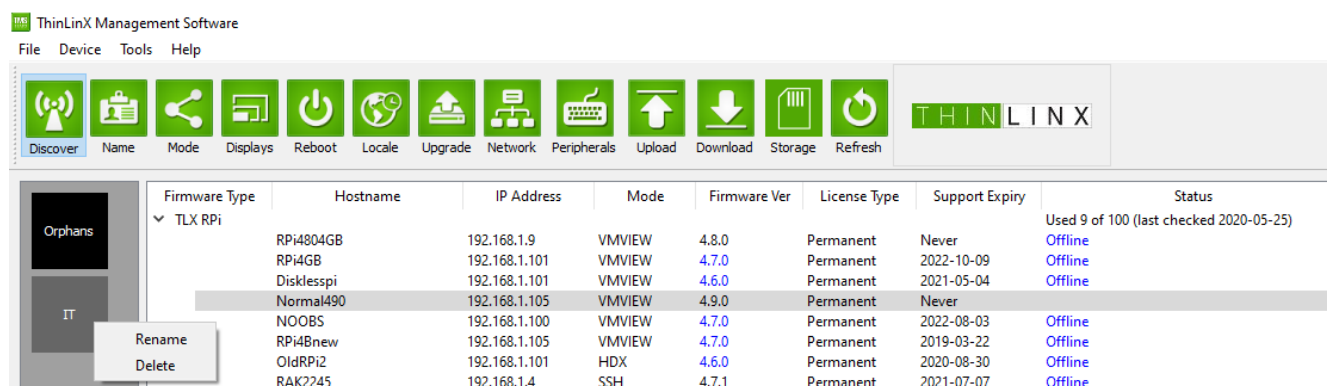 ThinLinX Management Software
File Device Tools Help
Discover Name Mode Displays Reboot Locale Upgrade Network Peripherals Upload Download Storage Refresh
THINLINX
Orphans
IT
Rename
Delete
Firmware Type Hostname IP Address Mode Firmware Ver License Type Support Expiry Status
TLX RPi Used 9 of 100 (last checked 2020-05-25)
RPi4804GB 192.168.1.9 VMVIEW 4.8.0 Permanent Never Offline
RPi4GB 192.168.1.101 VMVIEW 4.7.0 Permanent 2022-10-09 Offline
Disklesspi 192.168.1.101 VMVIEW 4.6.0 Permanent 2021-05-04 Offline
Normal490 192.168.1.105 VMVIEW 4.9.0 Permanent Never
NOOBS 192.168.1.100 VMVIEW 4.7.0 Permanent 2022-08-03 Offline
RPi4Bnew 192.168.1.105 VMVIEW 4.7.0 Permanent 2019-03-22 Offline
OldRPi2 192.168.1.101 HDX 4.6.0 Permanent 2020-08-30 Offline
RAK2245 192.168.1.4 SSH 4.7.1 Permanent 2021-07-07 Offline